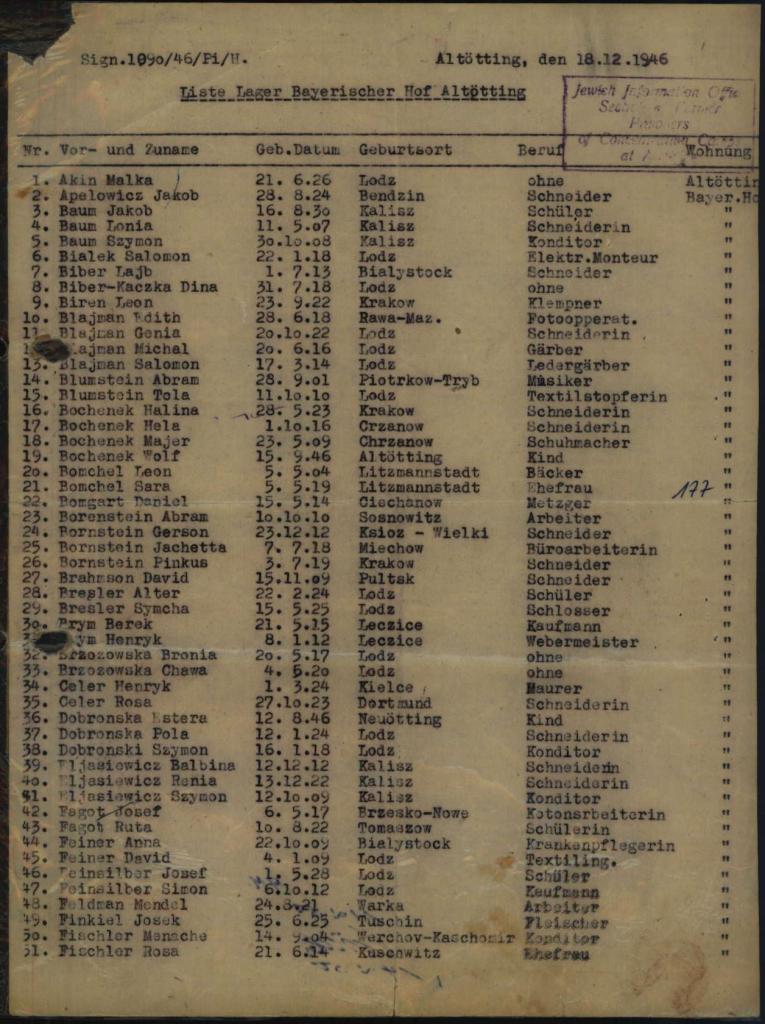 Sign.1090/46/Pi/H. Altötting, den 18.12.1946
Liste Lager Bayerischer Hof Altötting
Jewish Information Offi
Prisoners
of Concentration
at
Nr. Vor- und Zuname Geb.Datum Geburtsort Beruf Wohnung
1. Akin Malka 21. 6.26 Lodz ohne Altöttin
2. Apelowicz Jakob 28. 8.24 Bendzin Schneider Bayer.Ho
3. Baum Jakob 16. 8.3o Kalisz Schüler "
4. Baum Lonia 11. 5.07 Kalisz Schneiderin "
5. Baum Szymon 3o.1o.o8 Kalisz Konditor "
6. Bialek Salomon 22. 1.18 Lodz Elektr.Monteur "
7. Biber Lajb 1. 7.13 Bialystock Schneider "
8. Biber-Kaczka Dina 31. 7.18 Lodz ohne "
9. Biren Leon 23. 9.22 Krakow Klempner "
1o. Blajman Edith 28. 6.18 Rawa-Maz. Fotoopperat. "
11. Blajman Genia 2o.1o.22 Lodz Schneiderin "
lajman Michal 2o. 6.16 Lodz Gärber "
13. Blajman Salomon 17. 3.14 Lodz Ledergärber "
14. Blumstein Abram 28. 9.o1 Piotrkow-Tryb Musiker "
15. Blumstein Tola 11.1o.1o Lodz Textilstopferin "
16. Bochenek Halina 28. 5.23 Krakow Schneiderin "
17. Bochenek Hela 1.1o.16 Crzanow Schneiderin "
18. Bochenek Majer 23. 5.o9 Chrzanow Schuhmacher "
19. Bochenek Wolf 15. 9.46 Altötting Kind "
2o. Bomchel Leon 5. 5.o4 Litzmannstadt Bäcker "
21. Bomchel Sara 5. 5.19 Litzmannstadt Ehefrau 177 "
22. Bomgart Daniel 15. 5.14 Ciechanow Metzger "
23. Borenstein Abram 1o.1o.1o Sosnowitz Arbeiter "
24. Bornstein Gerson 23.12.12 Ksioz - Wielki Schneider "
25. Bornstein Jachetta 7. 7.18 Miechow Büroarbeiterin "
26. Bornstein Pinkus 3. 7.19 Krakow Schneider "
27. Brahmson David 15.11.o9 Pultsk Schneider "
28. Bresler Alter 22. 2.24 Lodz Schüler "
29. Bresler Symcha 15. 5.25 Lodz Schlosser "
3o. Brym Berek 21. 5.15 Leczice Kaufmann "
ym Henryk 8. 1.12 Leczice Webermeister "
32. Brzozowska Bronia 2o. 5.17 Lodz ohne "
33. Brzozowska Chawa 4. 5.2o Lodz ohne "
34. Celer Henryk 1. 3.24 Kielce Maurer "
35. Celer Rosa 27.1o.23 Dortmund Schneiderin "
36. Dobronska Estera 12. 8.46 Neuötting Kind "
37. Dobronska Pola 12. 1.24 Lodz Schneiderin "
38. Dobronski Szymon 16. 1.18 Lodz Konditor "
39. Eljasiewicz Balbina 12.12.12 Kalisz Schneiderin "
4o. Eljasiewicz Renia 13.12.22 Kalisz Schneiderin "
41. Eljasiewicz Szymon 12.1o.o9 Kalisz Konditor "
42. Fagot Josef 6. 5.17 Brzesko-Nowe Kotonsrbeiterin "
43. Fagot Ruta 1o. 8.22 Tomaszow Schülerin "
44. Feiner Anna 22.1o.o9 Bialystock Krankenpflegerin "
45. Feiner David 4. 1.o9 Lodz Textiling. "
46. Feinsilber Josef 1. 5.28 Lodz Schüler "
47. Feinsilber Simon 6.1o.12 Lodz Kaufmann "
48. Feldman Mendel 24.8.21 Warka Arbeiter "
49. Finkiel Josek 25. 6.25 Tuschin Fleischer "
5o. Fischler Menache 14. 9.o4 Werchov-Kaschomir Konditor "
51. Fischler Rosa 21. 6.14 Kuscowitz Ehefrau "